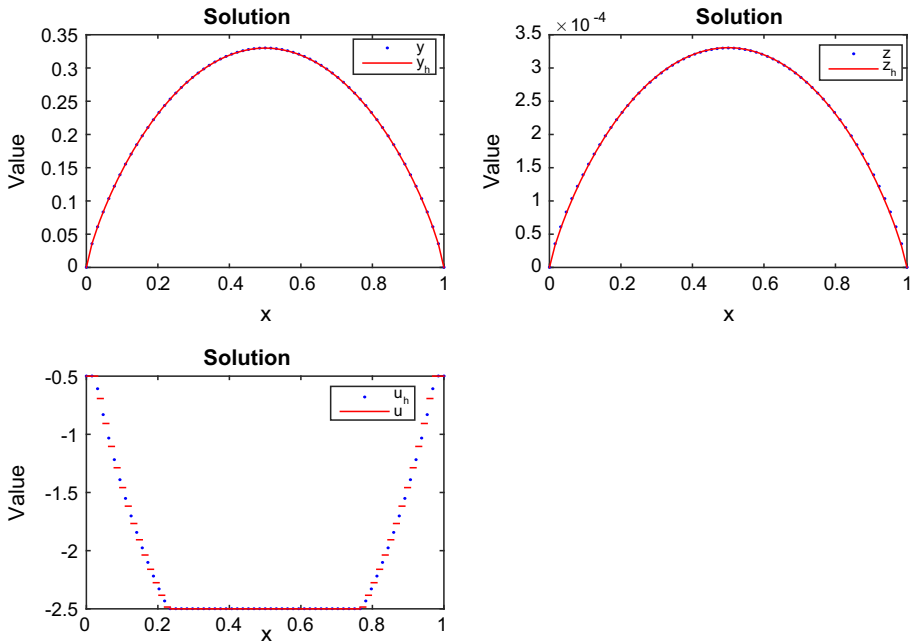 Solution
0.35
0.3
0.25
0.2
0.15
0.1
0.05
0
Value
0 0.2 0.4 0.6 0.8 1
x
y
y_h
Solution
× 10^-4
3.5
3
2.5
2
1.5
1
0.5
0
Value
0 0.2 0.4 0.6 0.8 1
x
z
z_h
Solution
-0.5
-1
-1.5
-2
-2.5
Value
0 0.2 0.4 0.6 0.8 1
x
u_h
u